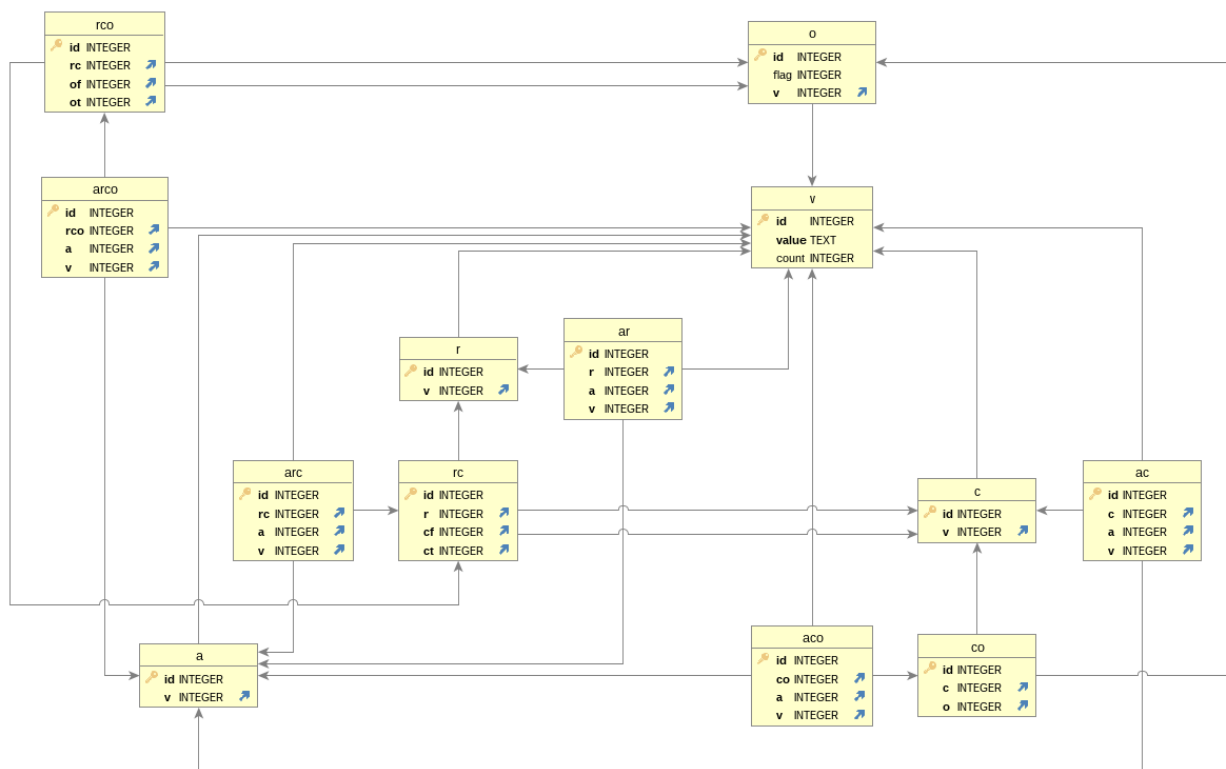 rco
id INTEGER
rc INTEGER
of INTEGER
ot INTEGER
o
id INTEGER
flag INTEGER
v INTEGER
arco
id INTEGER
rco INTEGER
a INTEGER
v INTEGER
v
id INTEGER
value TEXT
count INTEGER
r
id INTEGER
v INTEGER
ar
id INTEGER
r INTEGER
a INTEGER
v INTEGER
arc
id INTEGER
rc INTEGER
a INTEGER
v INTEGER
rc
id INTEGER
r INTEGER
cf INTEGER
ct INTEGER
c
id INTEGER
v INTEGER
ac
id INTEGER
c INTEGER
a INTEGER
v INTEGER
a
id INTEGER
v INTEGER
aco
id INTEGER
co INTEGER
a INTEGER
v INTEGER
co
id INTEGER
c INTEGER
o INTEGER